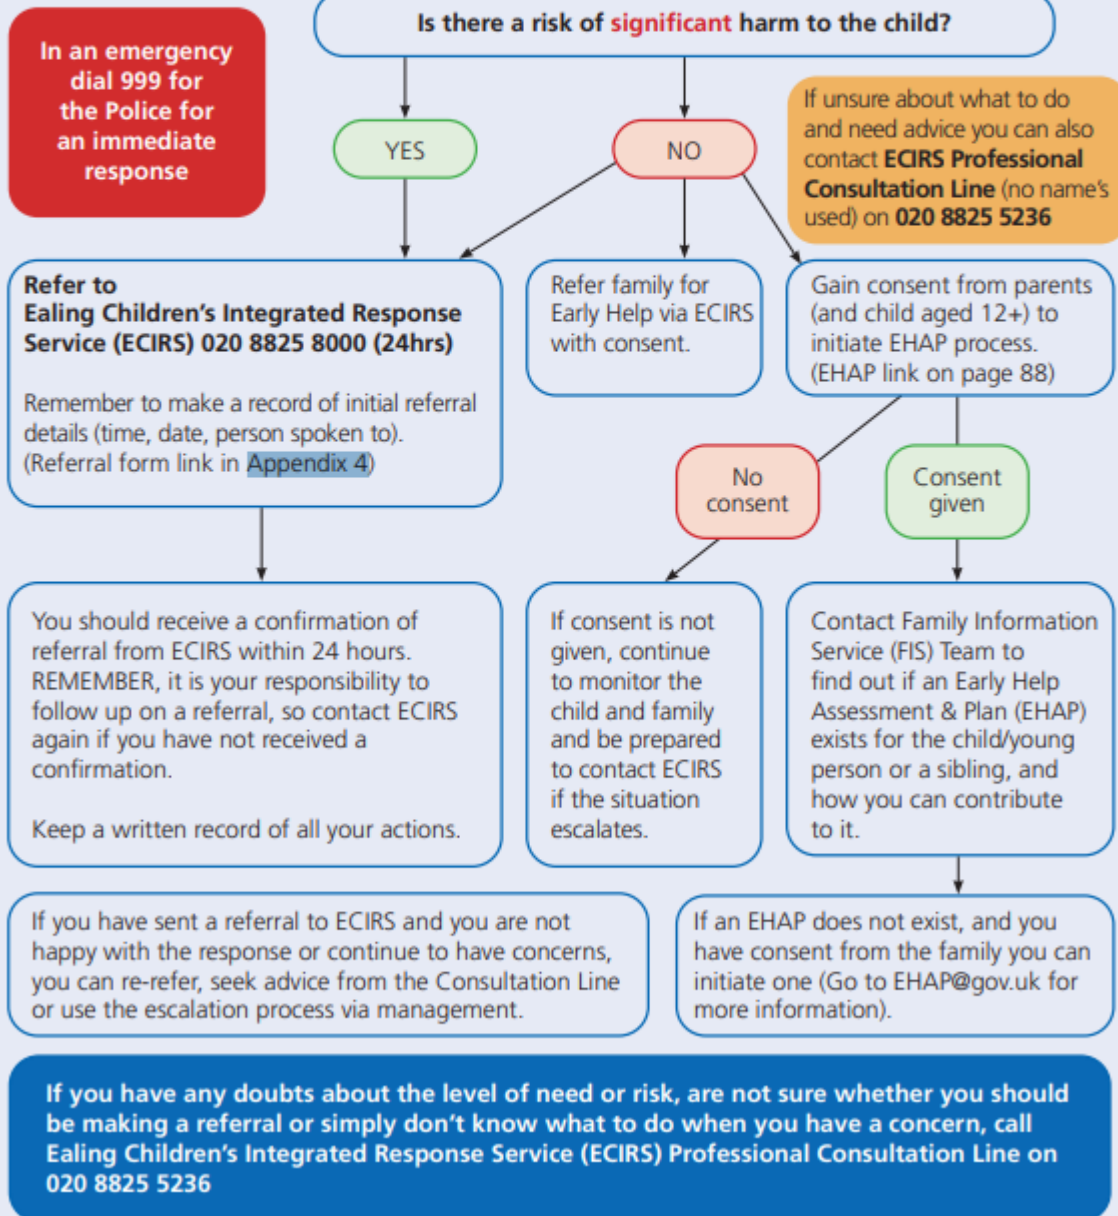 Is there a risk of significant harm to the child?
In an emergency
dial 999 for
the Police for
an immediate
response
YES
NO
If unsure about what to do
and need advice you can also
contact ECIRS Professional
Consultation Line (no name's
used) on 020 8825 5236
Refer to
Ealing Children's Integrated Response
Service (ECIRS) 020 8825 8000 (24hrs)
Remember to make a record of initial referral
details (time, date, person spoken to).
(Referral form link in Appendix 4)
Refer family for
Early Help via ECIRS
with consent.
Gain consent from parents
(and child aged 12+) to
initiate EHAP process.
(EHAP link on page 88)
No
consent
Consent
given
You should receive a confirmation of
referral from ECIRS within 24 hours.
REMEMBER, it is your responsibility to
follow up on a referral, so contact ECIRS
again if you have not received a
confirmation.
Keep a written record of all your actions.
If consent is not
given, continue
to monitor the
child and family
and be prepared
to contact ECIRS
if the situation
escalates.
Contact Family Information
Service (FIS) Team to
find out if an Early Help
Assessment & Plan (EHAP)
exists for the child/young
person or a sibling, and
how you can contribute
to it.
If you have sent a referral to ECIRS and you are not
happy with the response or continue to have concerns,
you can re-refer, seek advice from the Consultation Line
or use the escalation process via management.
If an EHAP does not exist, and you
have consent from the family you can
initiate one (Go to EHAP@gov.uk for
more information).
If you have any doubts about the level of need or risk, are not sure whether you should
be making a referral or simply don't know what to do when you have a concern, call
Ealing Children's Integrated Response Service (ECIRS) Professional Consultation Line on
020 8825 5236